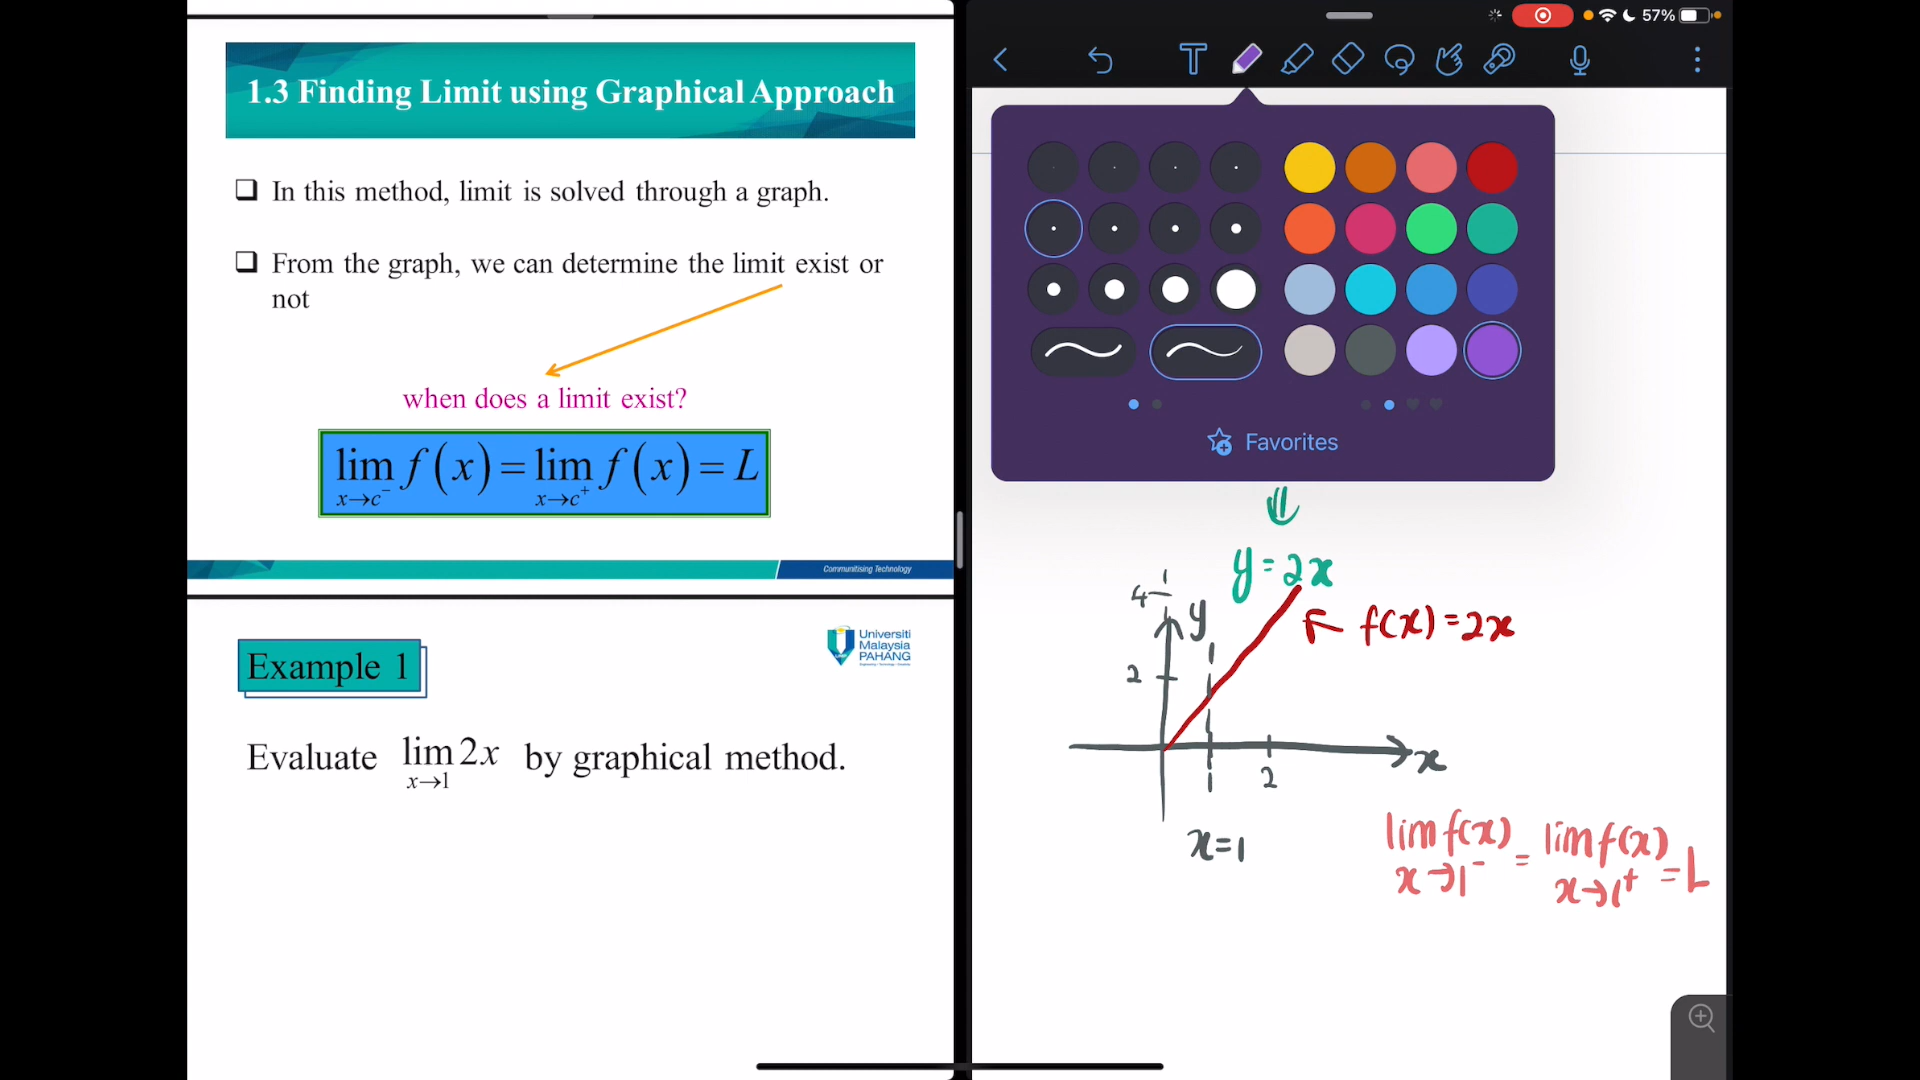 57%
1.3 Finding Limit using Graphical Approach
In this method, limit is solved through a graph.
From the graph, we can determine the limit exist or
not
when does a limit exist?
lim f(x) = lim f(x) = L
x→c⁻ x→c⁺
Communitising Technology
Example 1
Universiti
Malaysia
PAHANG
Evaluate lim 2x by graphical method.
x→1
T
Favorites
y=2x
4
y
f(x)=2x
2
x
1 2
x=1
lim f(x) = lim f(x) = L
x→1⁻ x→1⁺